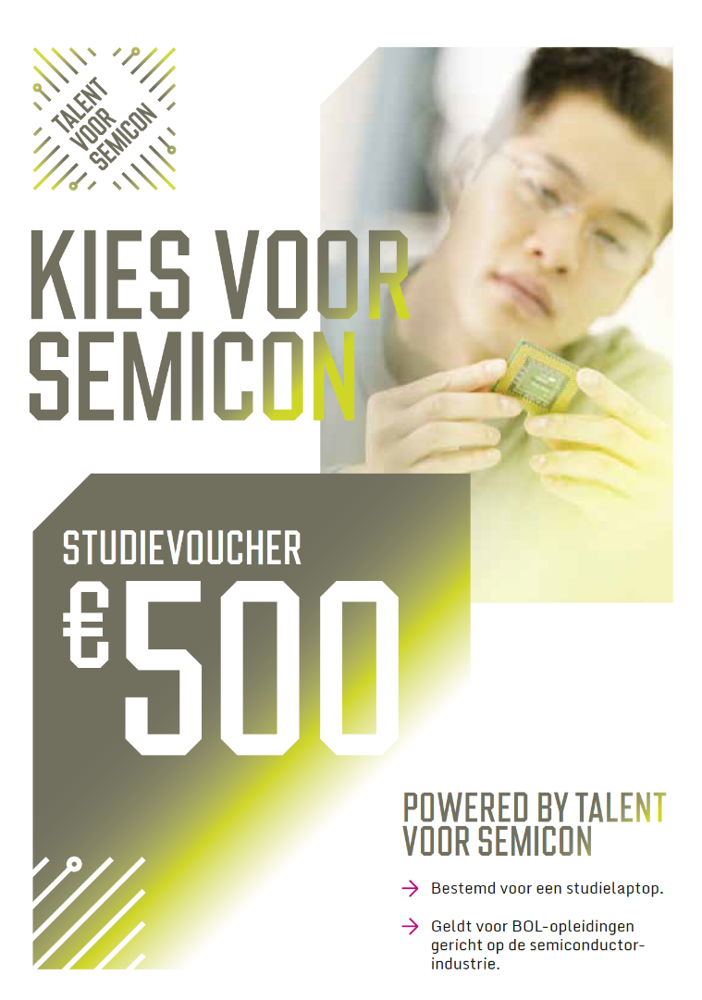 TALENT
VOOR
SEMICON
KIES VOOR
SEMICON
STUDIEVOUCHER
€500
POWERED BY TALENT
VOOR SEMICON
Bestemd voor een studielaptop.
Geldt voor BOL-opleidingen
gericht op de semiconductor-
industrie.